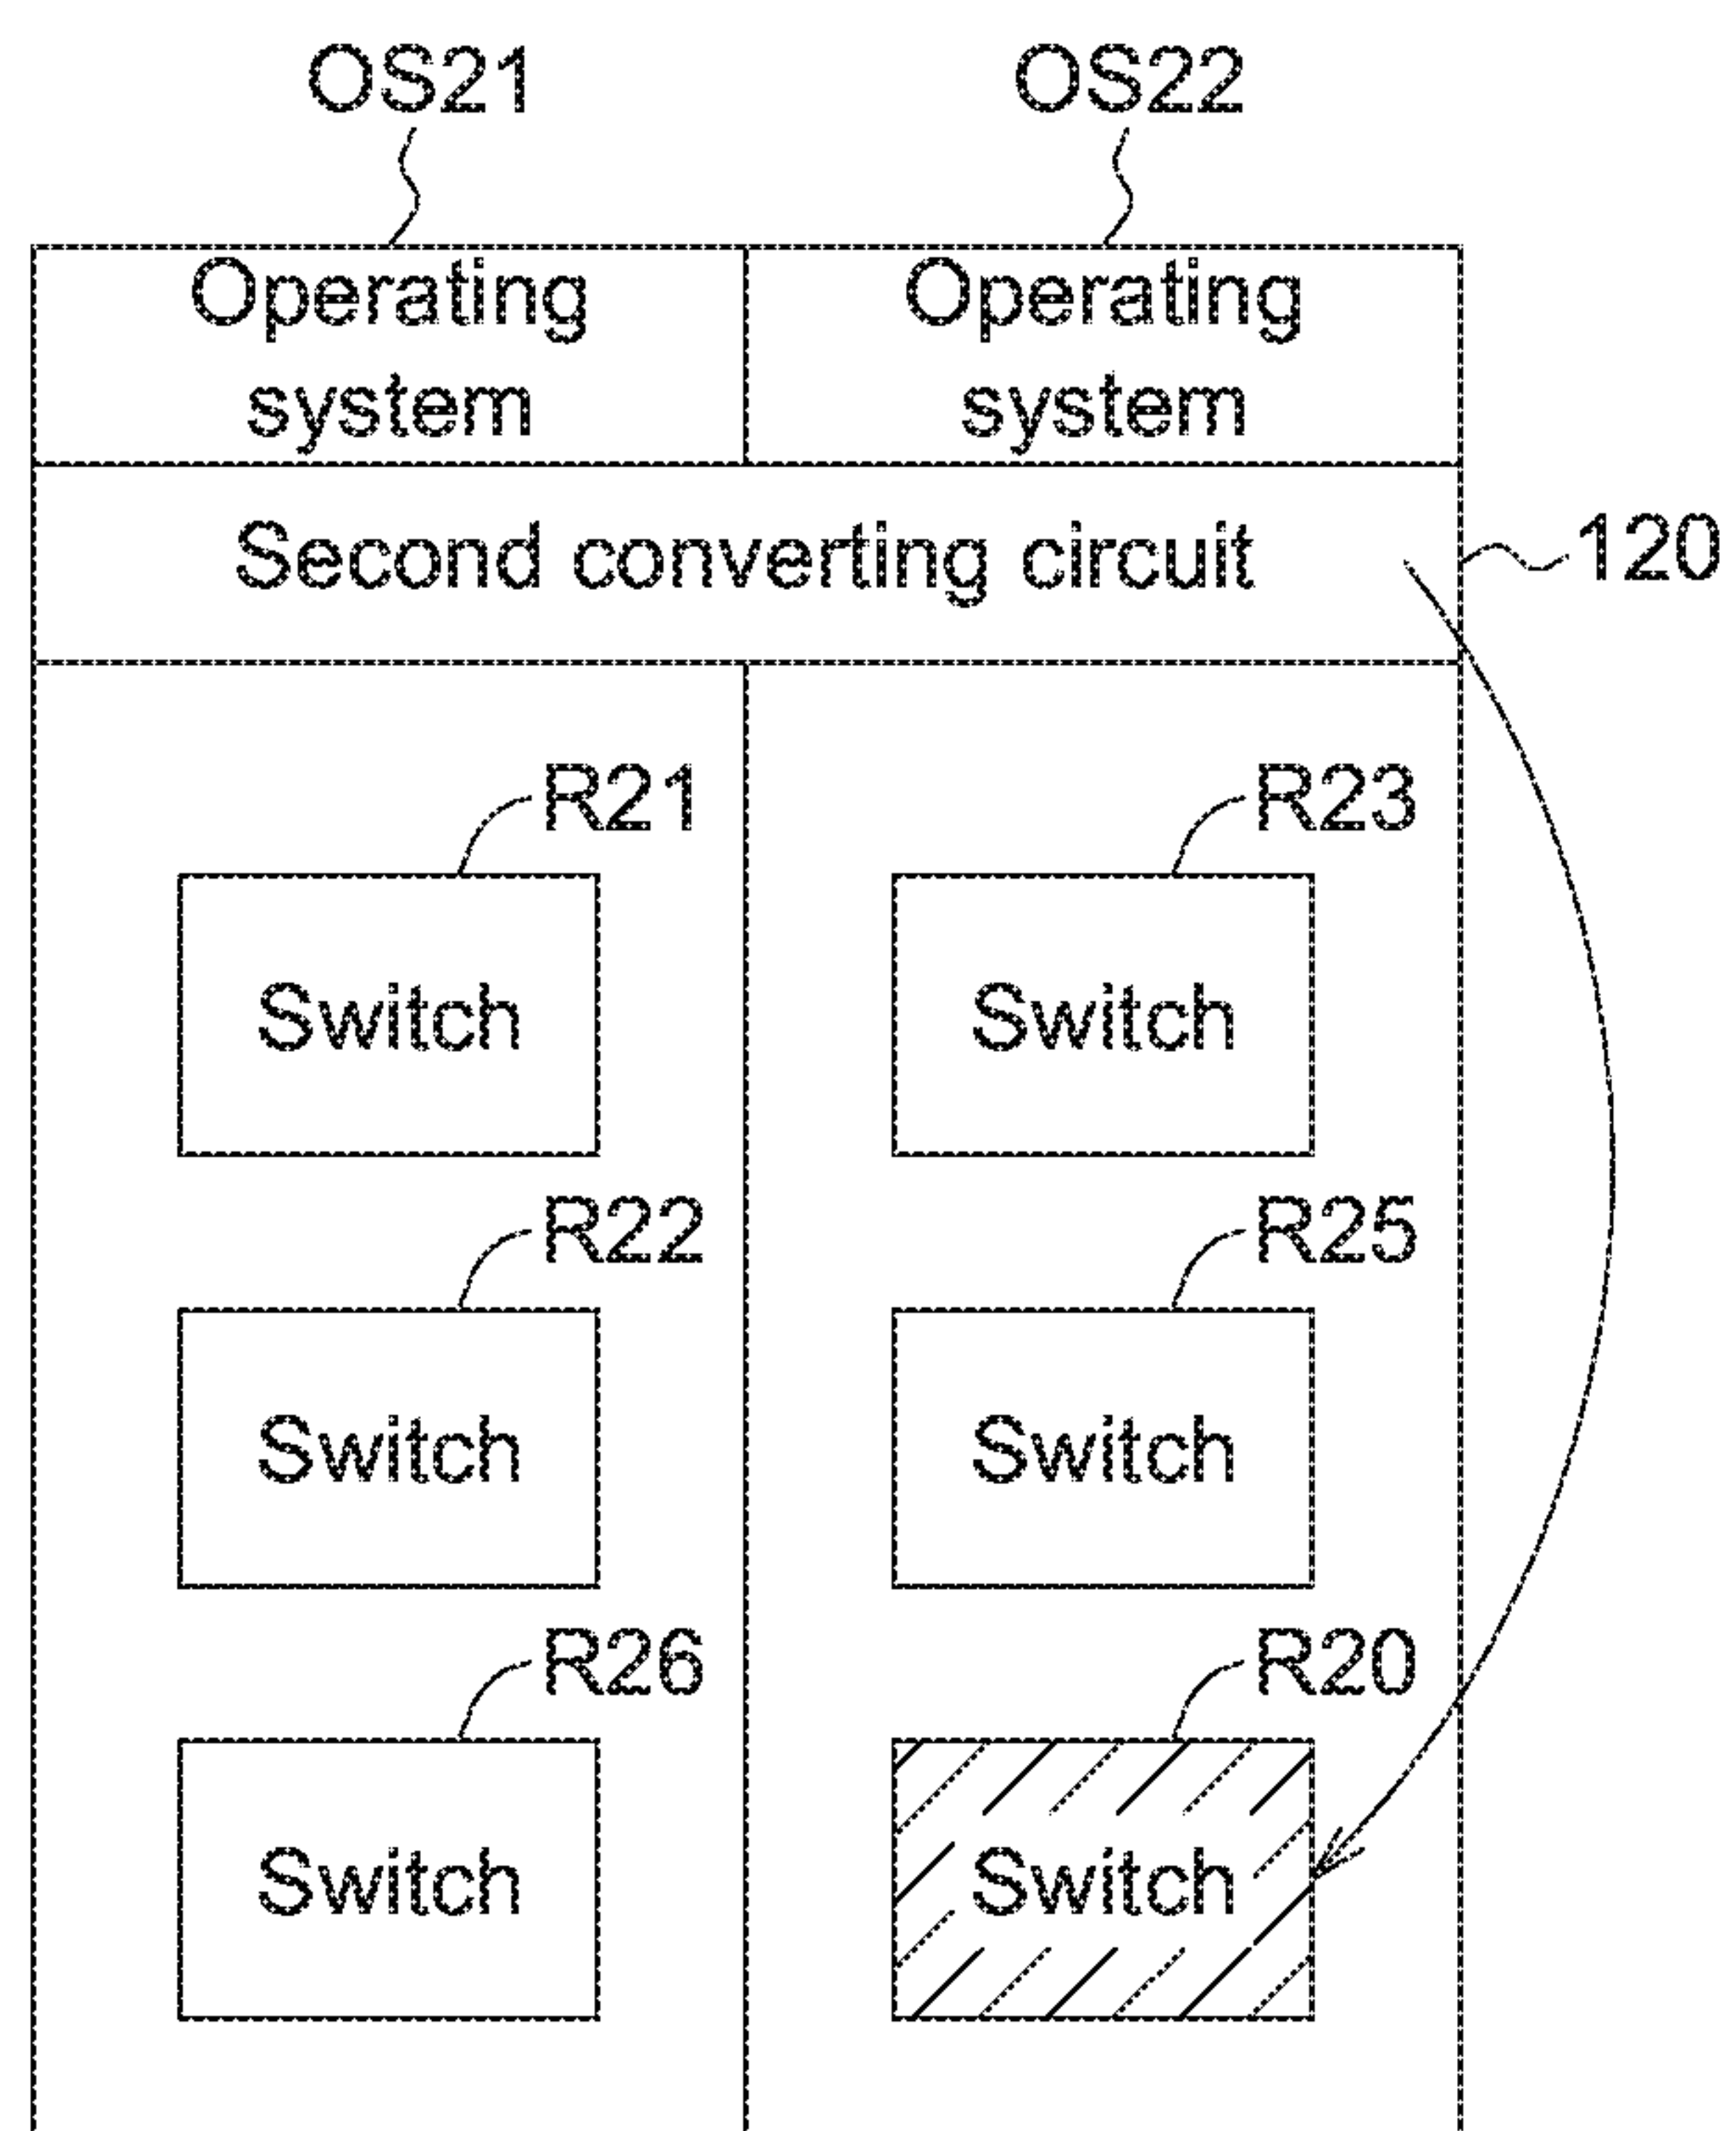 OS21 OS22
Operating system Operating system
Second converting circuit 120
R21 R23
Switch Switch
R22 R25
Switch Switch
R26 R20
Switch Switch